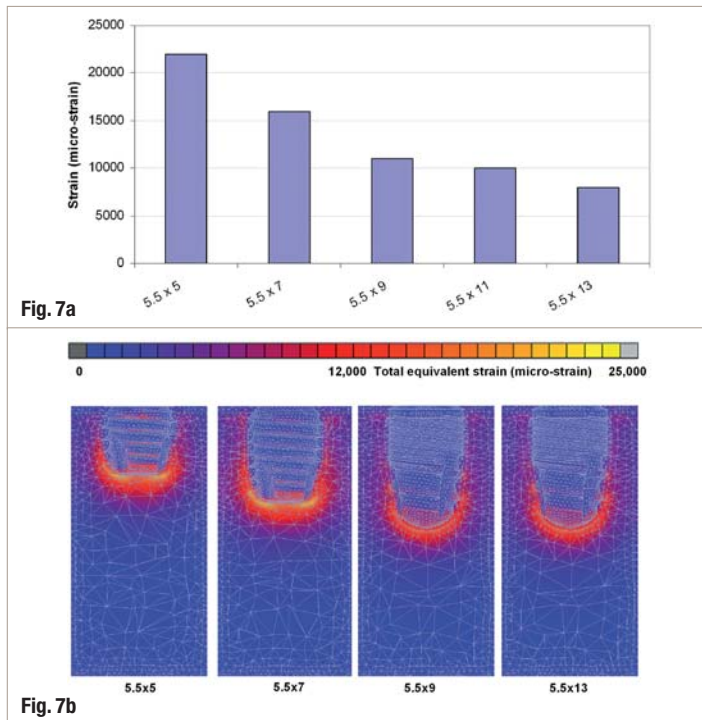 25000
20000
15000
10000
5000
0
Strain (micro-strain)
5.5 x 5
5.5 x 7
5.5 x 9
5.5 x 11
5.5 x 13
Fig. 7a
0 12,000 Total equivalent strain (micro-strain) 25,000
5.5x5 5.5x7 5.5x9 5.5x13
Fig. 7b